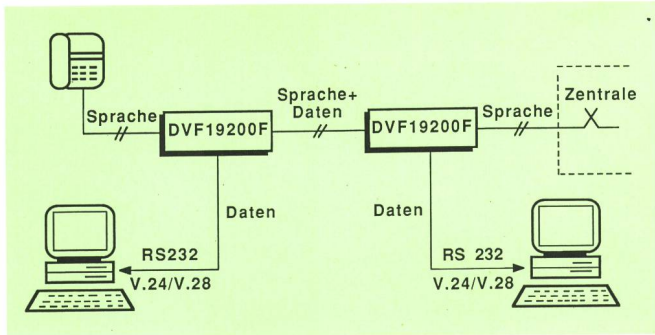 Sprache
DVF19200F
Sprache+
Daten
DVF19200F
Sprache
Zentrale
Daten
Daten
RS232
V.24/V.28
RS 232
V.24/V.28